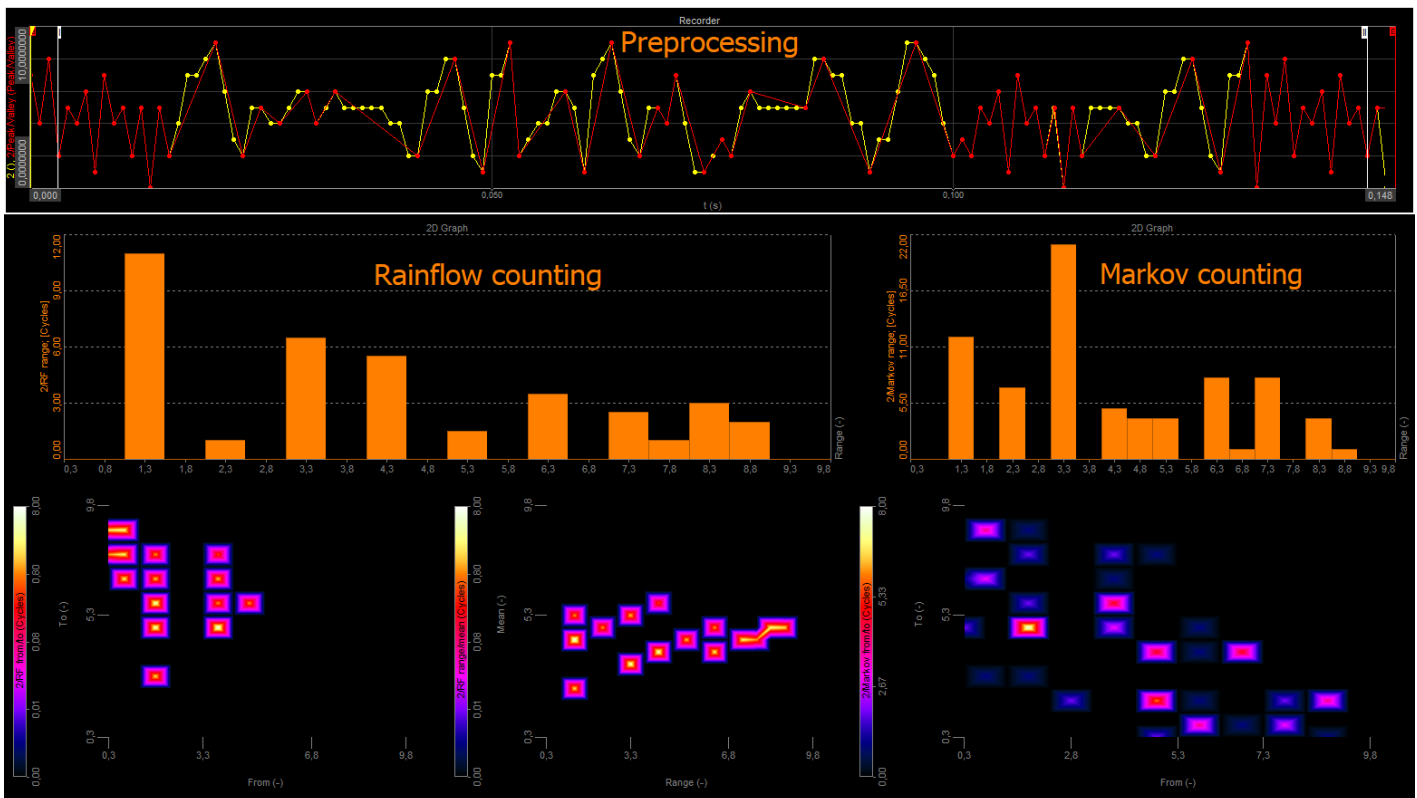 Recorder
Preprocessing
2 (-); 2/Peak/Valley (Peak/Valley)
10,0000000
0,0000000
0,000
0,050
0,100
0,148
t (s)
2D Graph
Rainflow counting
2/RF range; [Cycles]
12,00
9,00
6,00
3,00
0,00
0,3 0,8 1,3 1,8 2,3 2,8 3,3 3,8 4,3 4,8 5,3 5,8 6,3 6,8 7,3 7,8 8,3 8,8 9,3 9,8
Range (-)
2D Graph
Markov counting
2/Markov range; [Cycles]
22,00
16,50
11,00
5,50
0,00
0,3 1,3 1,8 2,3 2,8 3,3 3,8 4,3 4,8 5,3 5,8 6,3 6,8 7,3 7,8 8,3 8,8 9,3 9,8
Range (-)
2/RF from/to (Cycles)
8,00
0,80
0,08
0,01
0,00
To (-)
9,8
5,3
0,3
0,3 3,3 6,8 9,8
From (-)
2/RF range/mean (Cycles)
8,00
0,80
0,08
0,01
0,00
Mean (-)
9,8
5,3
0,3
0,3 3,3 6,8 9,8
Range (-)
2/Markov from/to (Cycles)
8,00
5,33
2,67
0,00
To (-)
9,8
5,3
0,3
0,3 2,8 5,3 7,3 9,8
From (-)